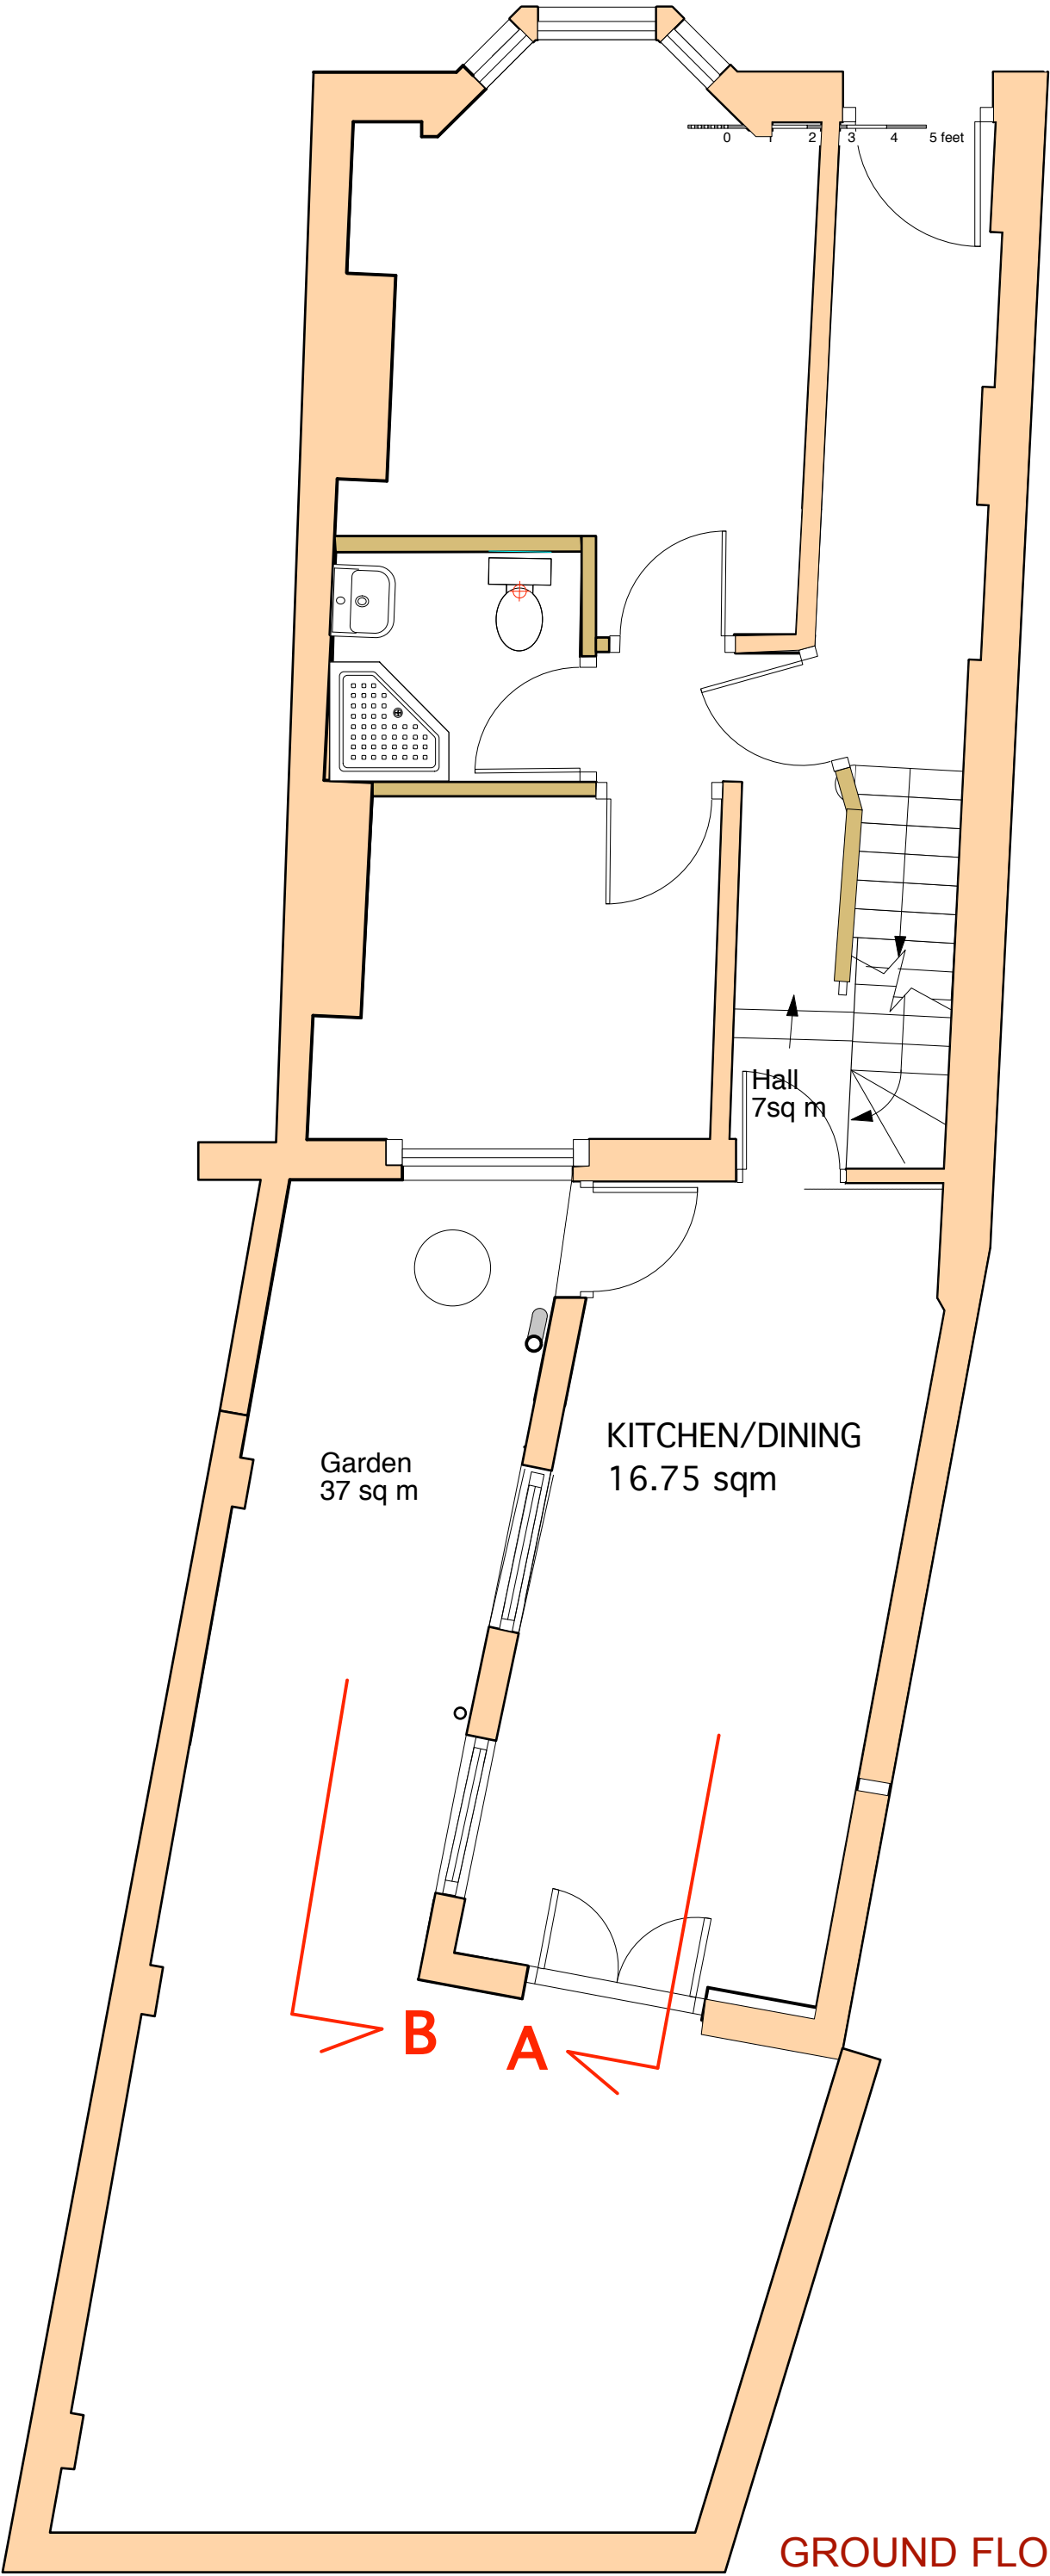 0 1 2 3 4 5 feet
Hall
7sq m
KITCHEN/DINING
16.75 sqm
Garden
37 sq m
B
A
GROUND FLO